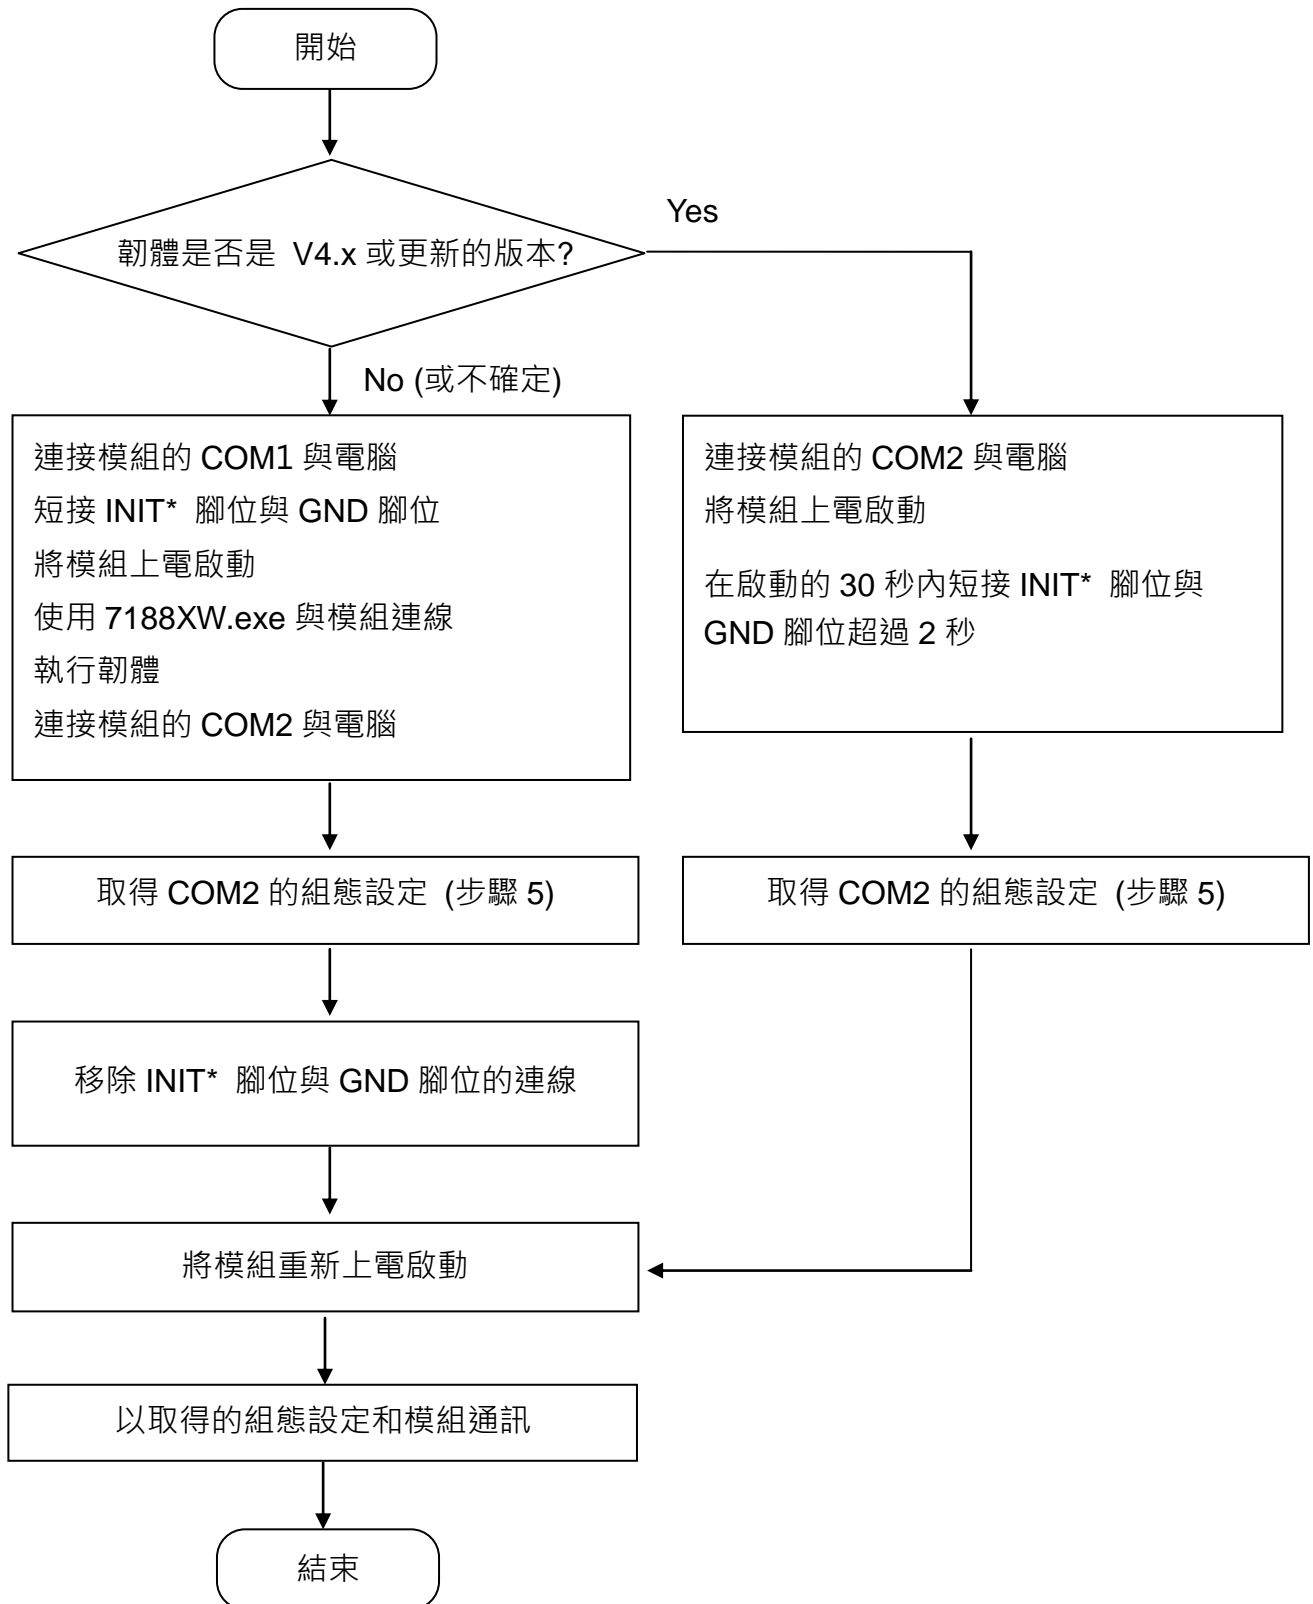 開始
韌體是否是 V4.x 或更新的版本?
Yes
No (或不確定)
連接模組的 COM1 與電腦
短接 INIT* 腳位與 GND 腳位
將模組上電啟動
使用 7188XW.exe 與模組連線
執行韌體
連接模組的 COM2 與電腦
連接模組的 COM2 與電腦
將模組上電啟動
在啟動的 30 秒內短接 INIT* 腳位與
GND 腳位超過 2 秒
取得 COM2 的組態設定 (步驟 5)
取得 COM2 的組態設定 (步驟 5)
移除 INIT* 腳位與 GND 腳位的連線
將模組重新上電啟動
以取得的組態設定和模組通訊
結束